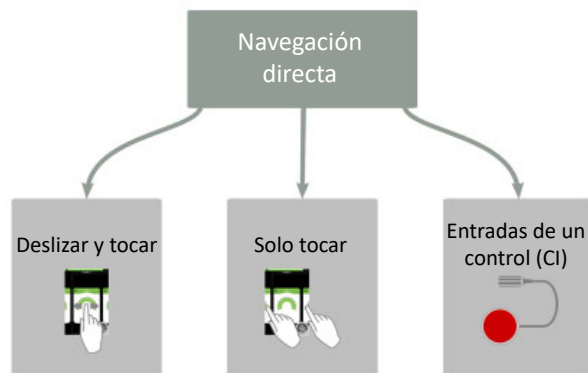 Navegación
directa
Deslizar y tocar
Solo tocar
Entradas de un
control (CI)